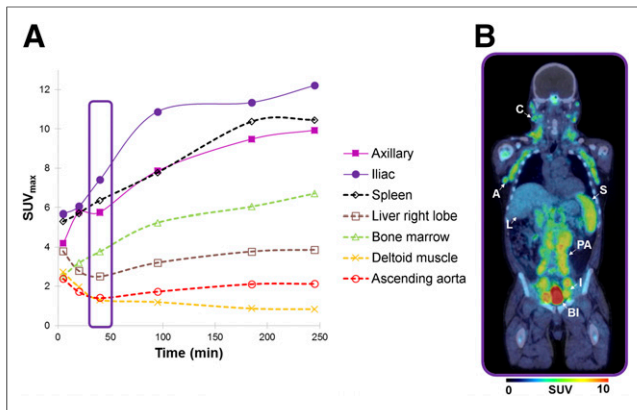 A
B
14
12
10
8
6
4
2
0
SUVmax
0 50 100 150 200 250
Time (min)
Axillary
Iliac
Spleen
Liver right lobe
Bone marrow
Deltoid muscle
Ascending aorta
C
A
S
L
PA
I
BI
0 SUV 10